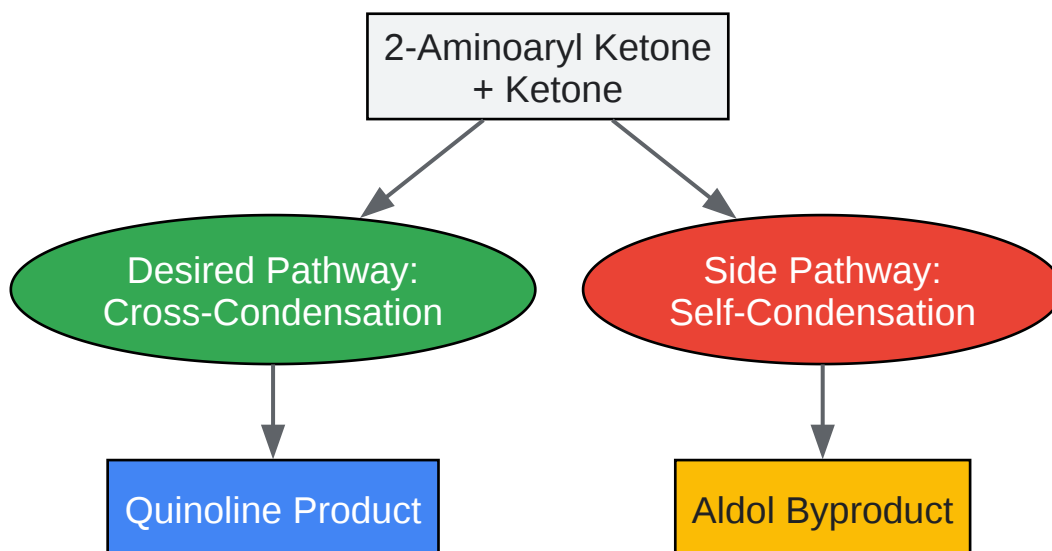 2-Aminoaryl Ketone
+ Ketone
Desired Pathway:
Cross-Condensation
Side Pathway:
Self-Condensation
Quinoline Product
Aldol Byproduct